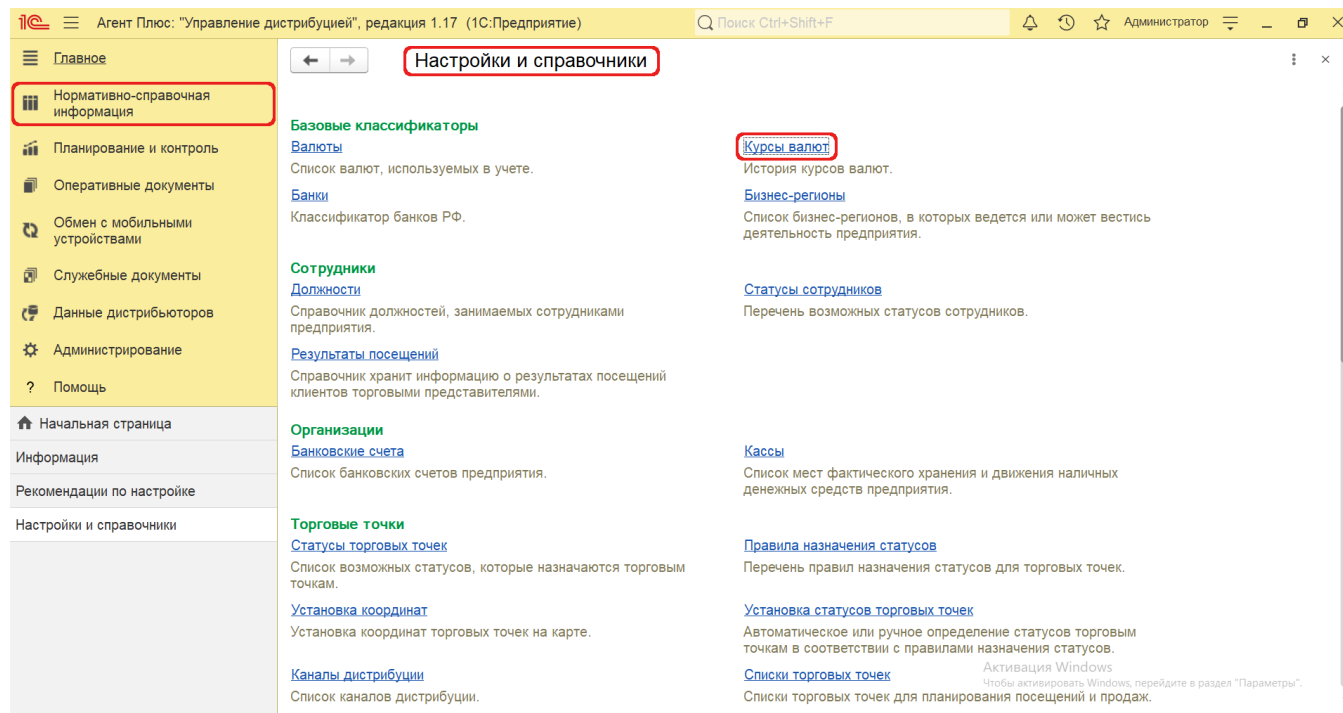 Агент Плюс: "Управление дистрибуцией", редакция 1.17 (1С:Предприятие)
Поиск Ctrl+Shift+F
Администратор
Главное
Нормативно-справочная
информация
Планирование и контроль
Оперативные документы
Обмен с мобильными
устройствами
Служебные документы
Данные дистрибьюторов
Администрирование
? Помощь
Начальная страница
Информация
Рекомендации по настройке
Настройки и справочники
Настройки и справочники
Базовые классификаторы
Валюты
Список валют, используемых в учете.
Курсы валют
История курсов валют.
Банки
Классификатор банков РФ.
Бизнес-регионы
Список бизнес-регионов, в которых ведется или может вестись
деятельность предприятия.
Сотрудники
Должности
Справочник должностей, занимаемых сотрудниками
предприятия.
Статусы сотрудников
Перечень возможных статусов сотрудников.
Результаты посещений
Справочник хранит информацию о результатах посещений
клиентов торговыми представителями.
Организации
Банковские счета
Список банковских счетов предприятия.
Кассы
Список мест фактического хранения и движения наличных
денежных средств предприятия.
Торговые точки
Статусы торговых точек
Список возможных статусов, которые назначаются торговым
точкам.
Правила назначения статусов
Перечень правил назначения статусов для торговых точек.
Установка координат
Установка координат торговых точек на карте.
Установка статусов торговых точек
Автоматическое или ручное определение статусов торговым
точкам в соответствии с правилами назначения статусов.
Каналы дистрибуции
Список каналов дистрибуции.
Списки торговых точек
Списки торговых точек для планирования посещений и продаж.
Активация Windows
Чтобы активировать Windows, перейдите в раздел "Параметры".